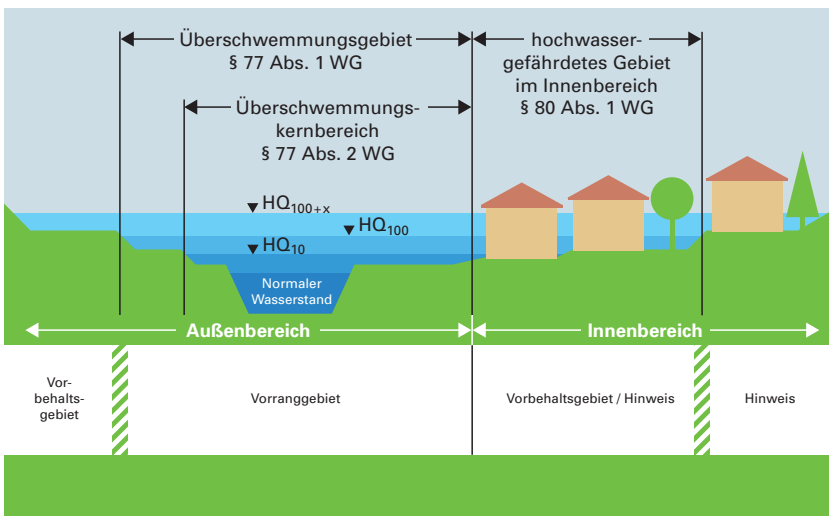 Überschwemmungsgebiet
§ 77 Abs. 1 WG
hochwasser-
gefährdetes Gebiet
im Innenbereich
§ 80 Abs. 1 WG
Überschwemmungs-
kernbereich
§ 77 Abs. 2 WG
HQ100+x
HQ100
HQ10
Normaler
Wasserstand
Außenbereich
Innenbereich
Vor-
behalts-
gebiet
Vorranggebiet
Vorbehaltsgebiet / Hinweis
Hinweis